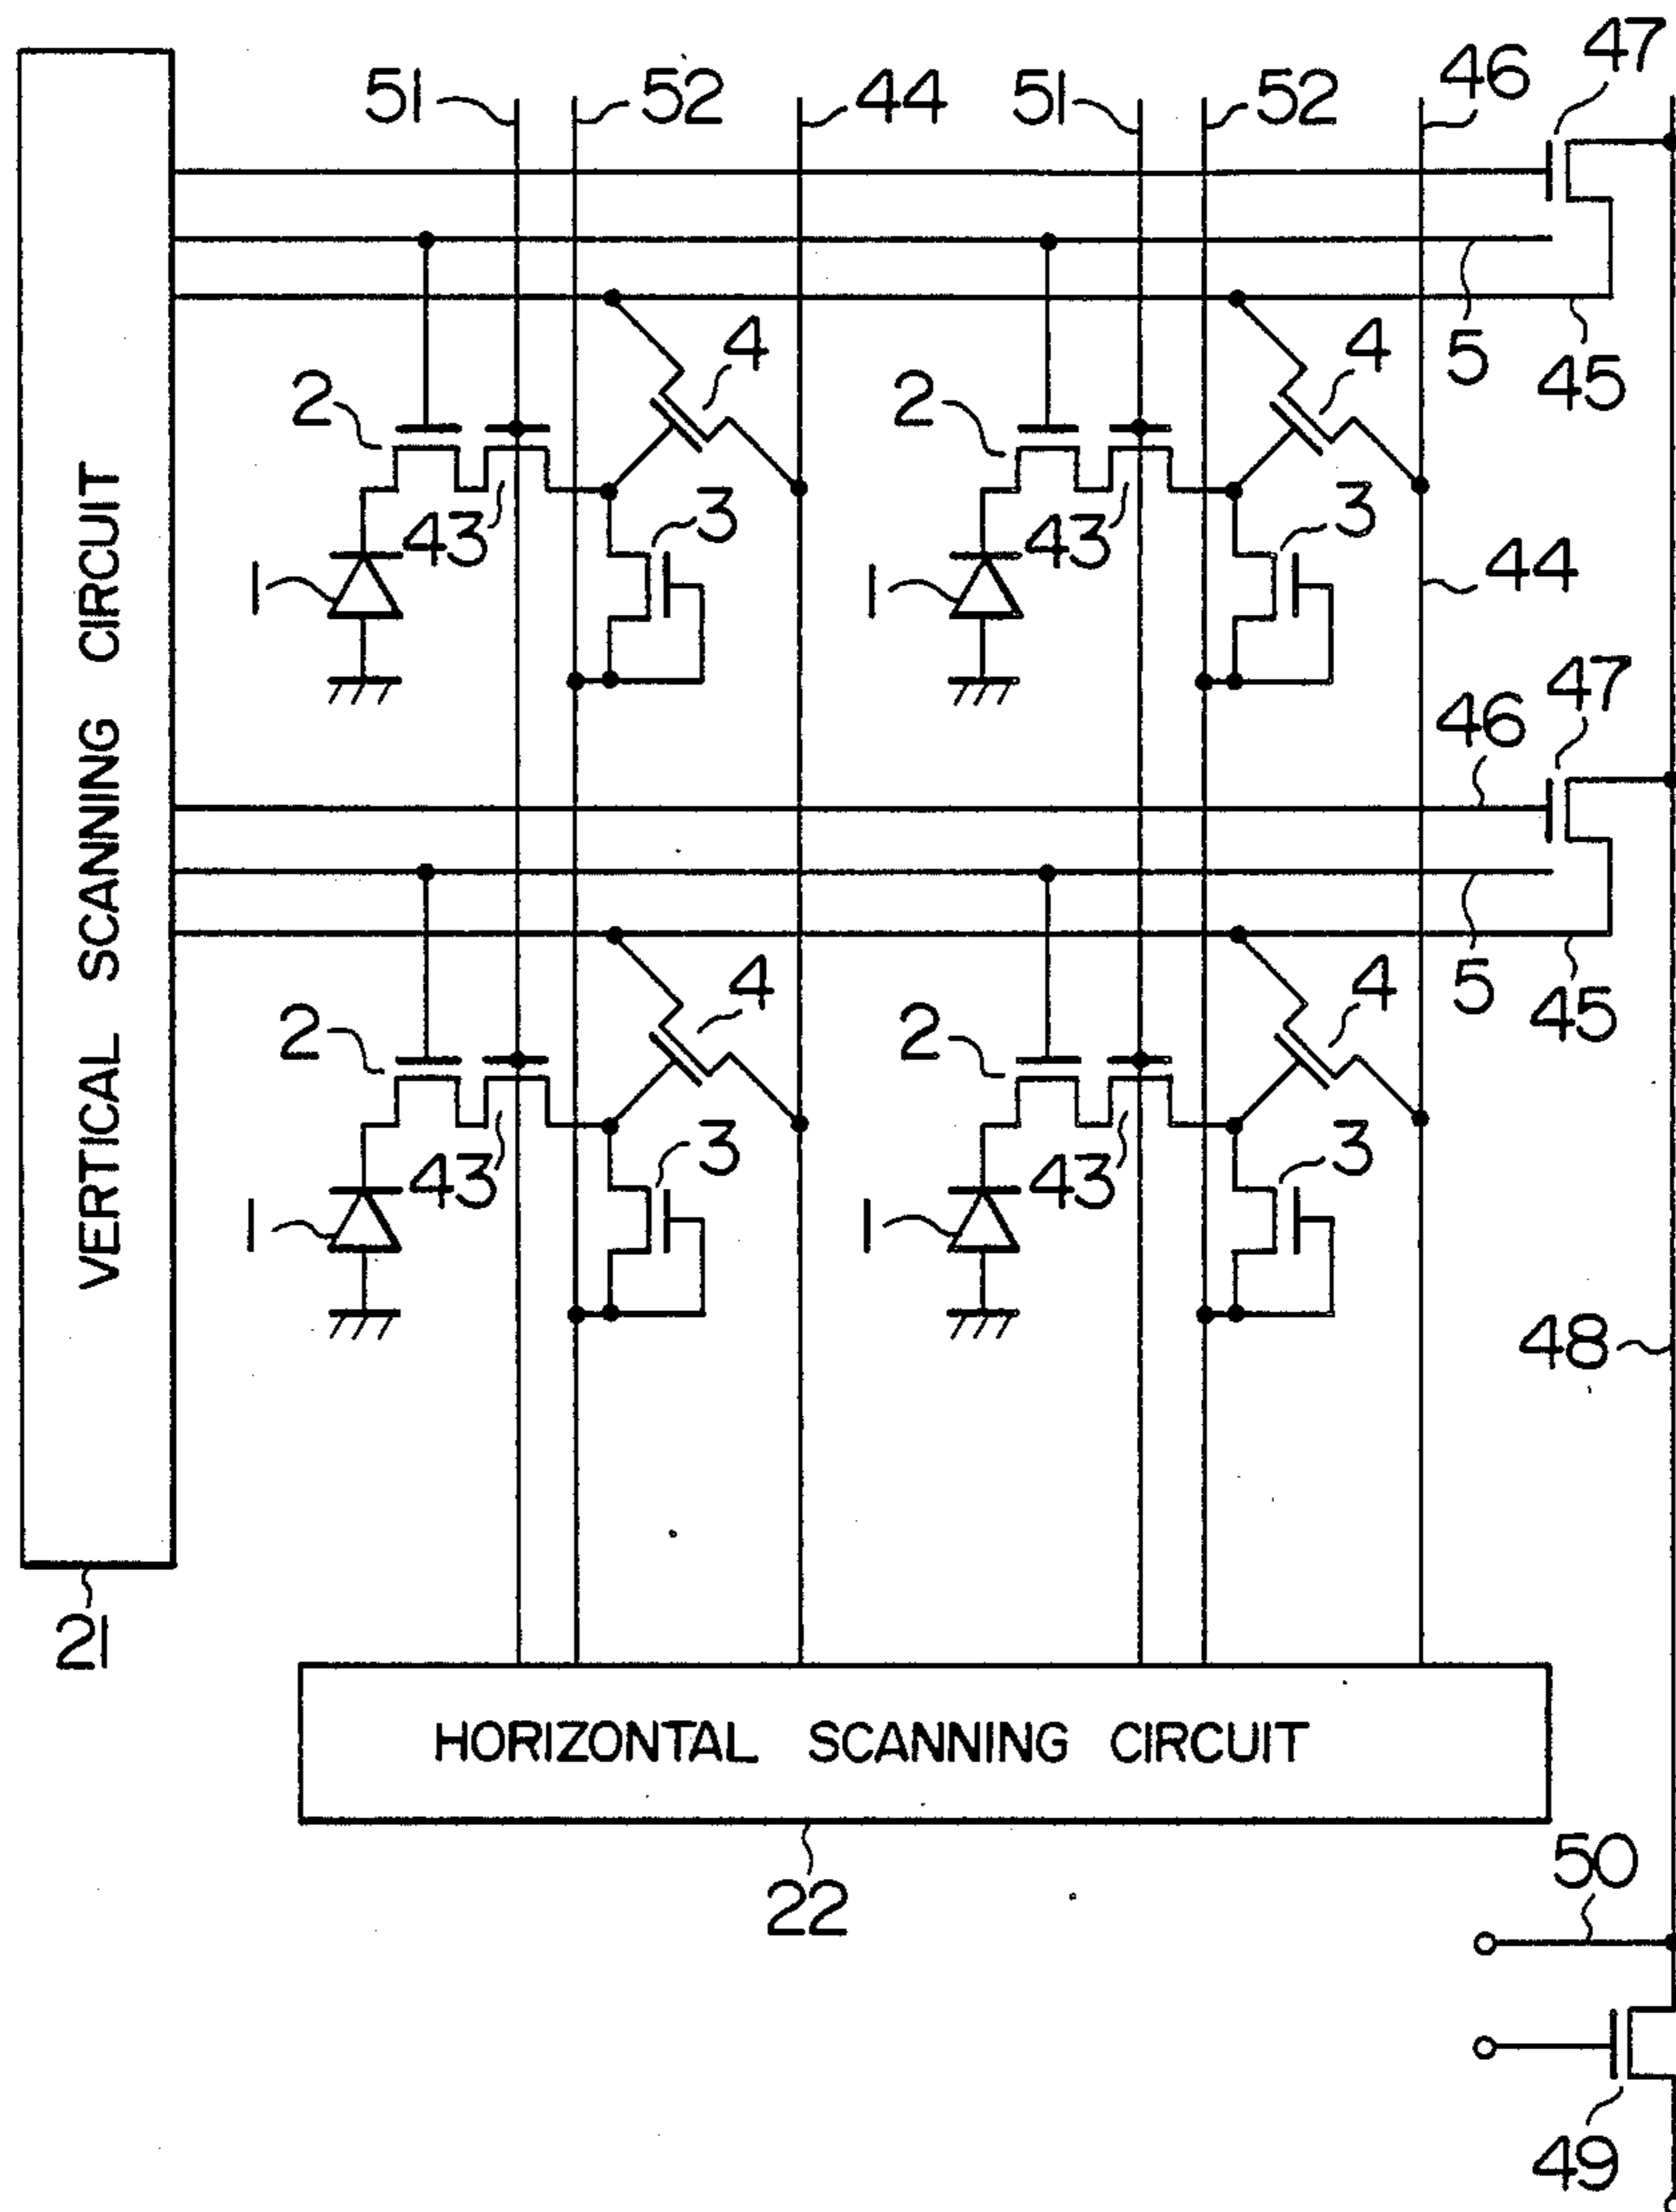 47
51 52 44 51 52 46
4 4 5
2 2 45
43 3 43 3
1 1 44
VERTICAL SCANNING CIRCUIT
47
46
4 4 5
2 2 45
43 3 43 3
1 1
48
21
HORIZONTAL SCANNING CIRCUIT
50
22
49